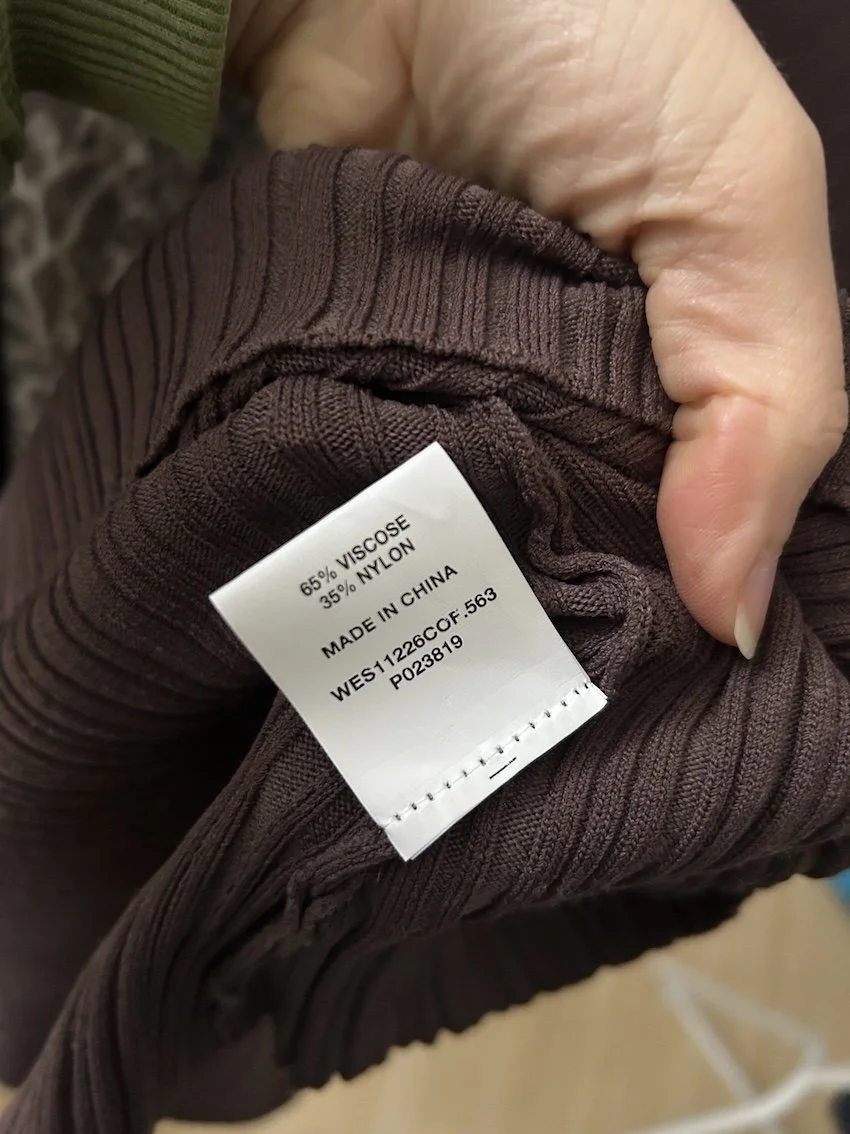 65% VISCOSE
35% NYLON
MADE IN CHINA
WES11226COF.563
P023819